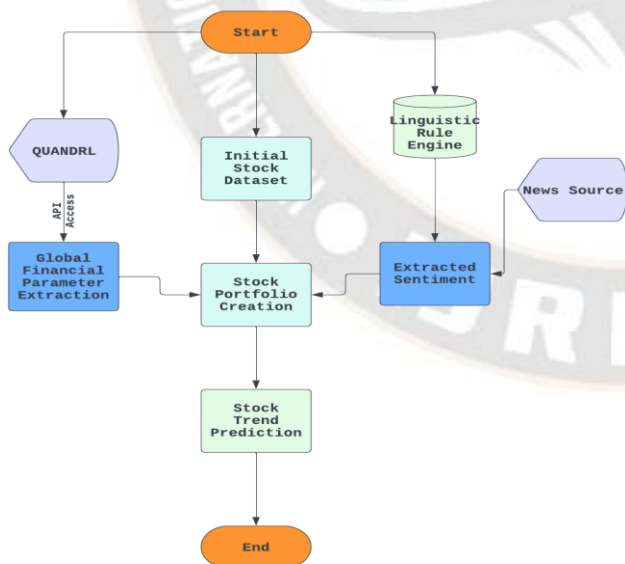 Start
QUANDRL
Initial
Stock
Dataset
Linguistic
Rule
Engine
News Source
API
Access
Global
Financial
Parameter
Extraction
Stock
Portfolio
Creation
Extracted
Sentiment
Stock
Trend
Prediction
End